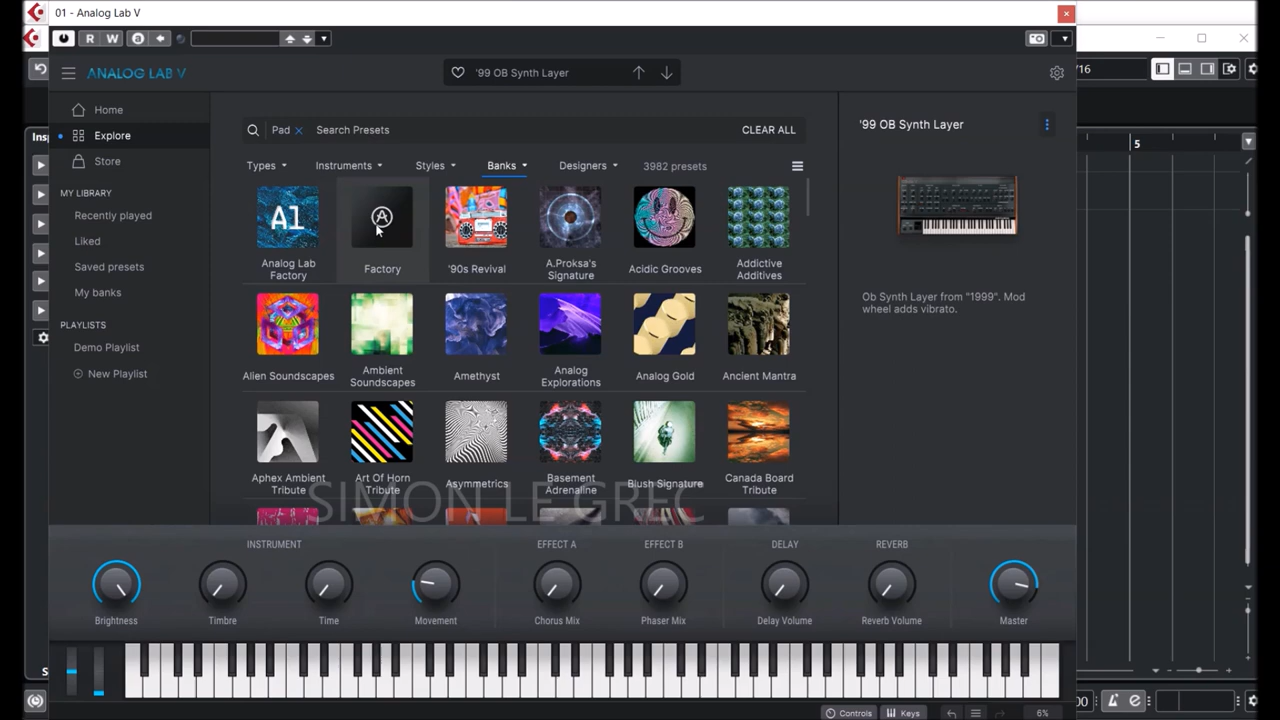 01 - Analog Lab V
R W a
ANALOG LAB V
'99 OB Synth Layer
/16
Home
Explore
Store
MY LIBRARY
Recently played
Liked
Saved presets
My banks
PLAYLISTS
Demo Playlist
New Playlist
Pad × Search Presets CLEAR ALL
Types Instruments Styles Banks Designers 3982 presets
Al
Analog Lab Factory
Factory
'90s Revival
A.Proksa's Signature
Acidic Grooves
Addictive Additives
Alien Soundscapes
Ambient Soundscapes
Amethyst
Analog Explorations
Analog Gold
Ancient Mantra
Aphex Ambient Tribute
Art Of Horn Tribute
Asymmetrics
Basement Adrenaline
Blush Signature
Canada Board Tribute
SIMON LE GREC
'99 OB Synth Layer
Ob Synth Layer from "1999". Mod
wheel adds vibrato.
Insp
5
INSTRUMENT EFFECT A EFFECT B DELAY REVERB
Brightness Timbre Time Movement Chorus Mix Phaser Mix Delay Volume Reverb Volume Master
S
Controls Keys 6%
00